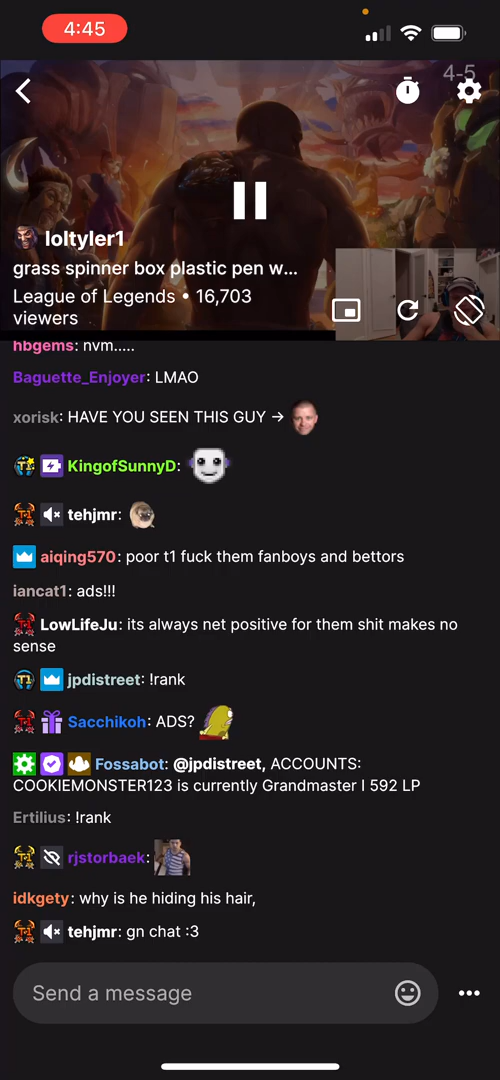 4:45
4-5
loltyler1
grass spinner box plastic pen w...
League of Legends • 16,703
viewers
hbgems: nvm.....
Baguette_Enjoyer: LMAO
xorisk: HAVE YOU SEEN THIS GUY →
KingofSunnyD:
tehjmr:
aiqing570: poor t1 fuck them fanboys and bettors
iancat1: ads!!!
LowLifeJu: its always net positive for them shit makes no
sense
jpdistreet: !rank
Sacchikoh: ADS?
Fossabot: @jpdistreet, ACCOUNTS:
COOKIEMONSTER123 is currently Grandmaster I 592 LP
Ertilius: !rank
rjstorbaek:
idkgety: why is he hiding his hair,
tehjmr: gn chat :3
Send a message